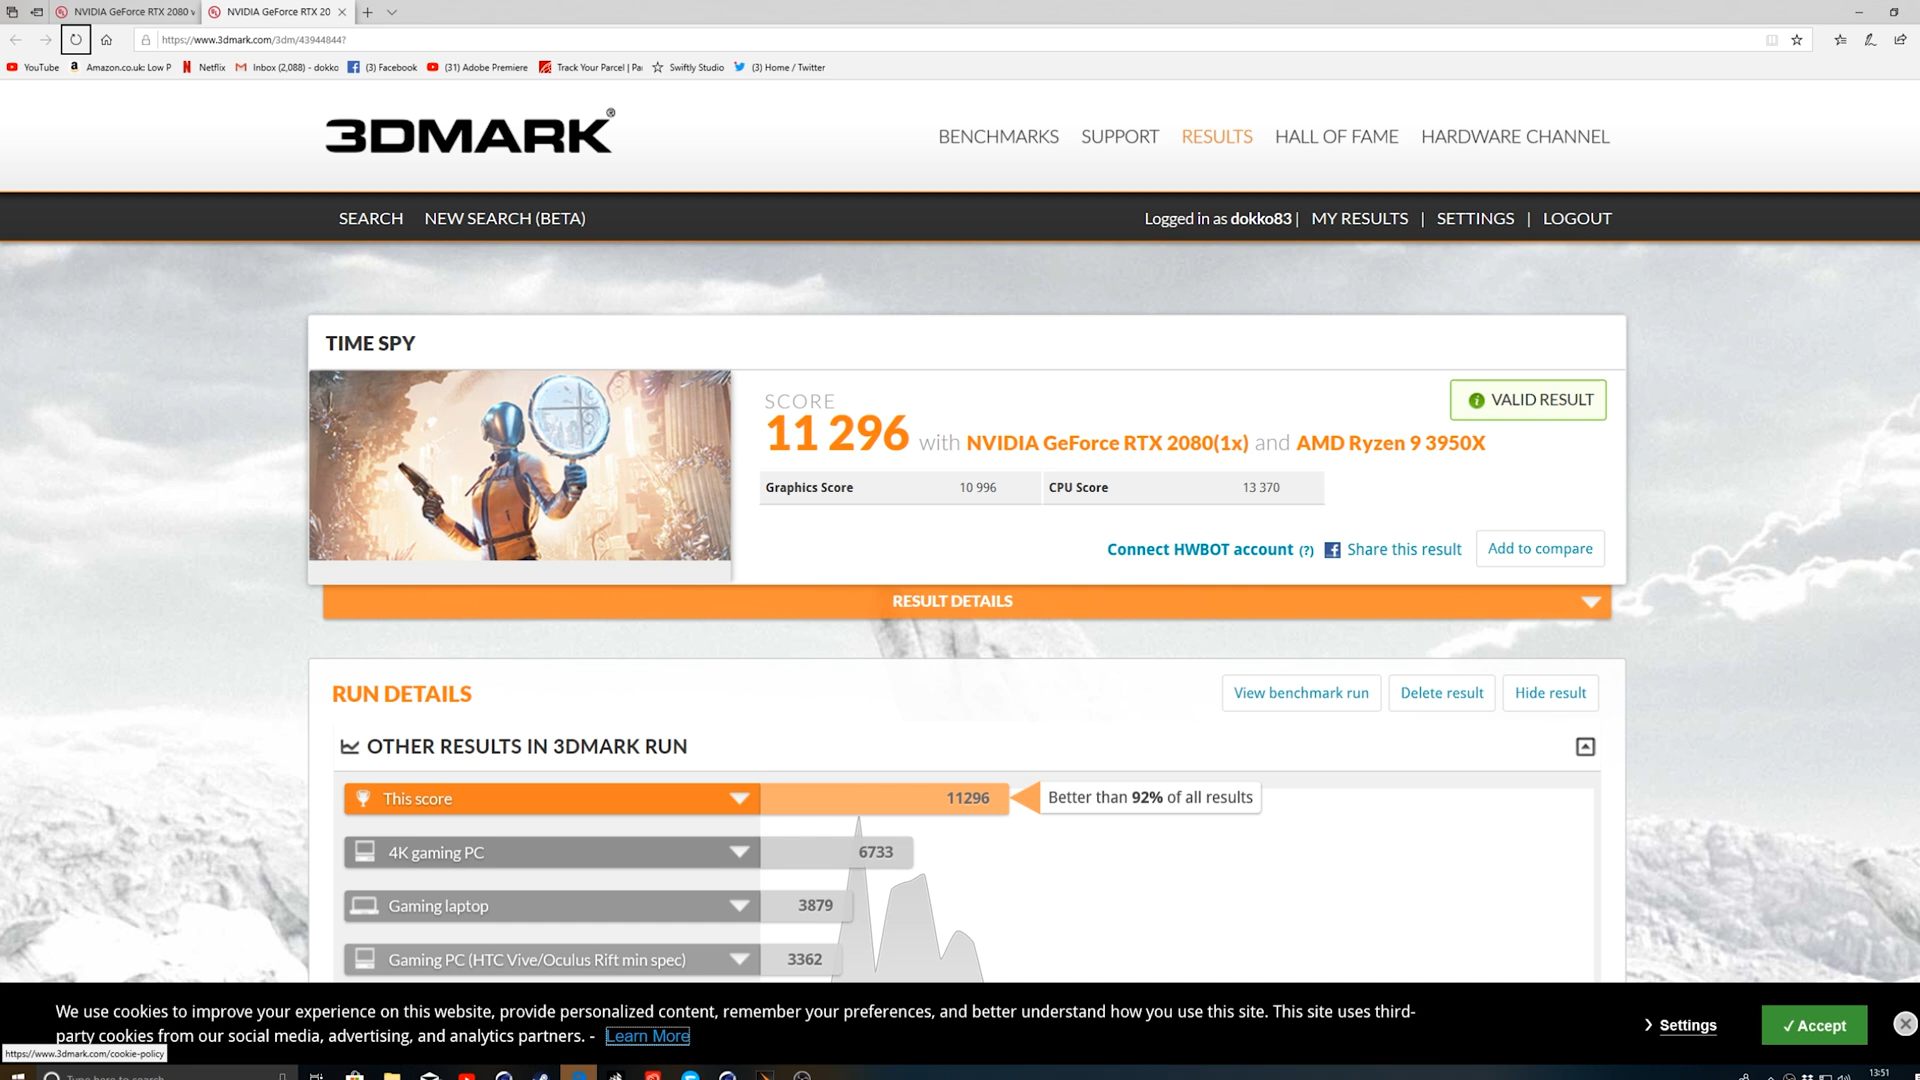 NVIDIA GeForce RTX 2080 v
NVIDIA GeForce RTX 20
https://www.3dmark.com/3dm/43944844?
YouTube
Amazon.co.uk: Low P
Netflix
Inbox (2,088) - dokko
(3) Facebook
(31) Adobe Premiere
Track Your Parcel | Pa
Swiftly Studio
(3) Home / Twitter
3DMARK®
BENCHMARKS SUPPORT RESULTS HALL OF FAME HARDWARE CHANNEL
SEARCH NEW SEARCH (BETA)
Logged in as dokko83 | MY RESULTS | SETTINGS | LOGOUT
TIME SPY
VALID RESULT
SCORE
11 296 with NVIDIA GeForce RTX 2080(1x) and AMD Ryzen 9 3950X
Graphics Score 10 996 CPU Score 13 370
Connect HWBOT account (?) Share this result Add to compare
RESULT DETAILS
RUN DETAILS
View benchmark run Delete result Hide result
OTHER RESULTS IN 3DMARK RUN
This score 11296 Better than 92% of all results
4K gaming PC 6733
Gaming laptop 3879
Gaming PC (HTC Vive/Oculus Rift min spec) 3362
We use cookies to improve your experience on this website, provide personalized content, remember your preferences, and better understand how you use this site. This site uses third-
party cookies from our social media, advertising, and analytics partners. - Learn More
Settings
✓ Accept
https://www.3dmark.com/cookie-policy
Type here to search
13:51